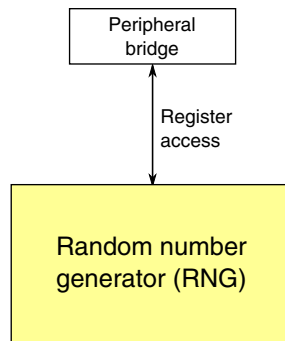 Peripheral
bridge
Register
access
Random number
generator (RNG)